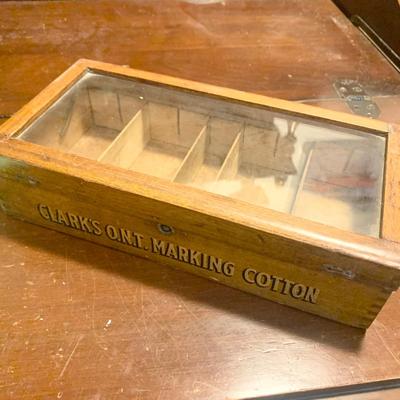 CLARK'S O.N.T. MARKING COTTON